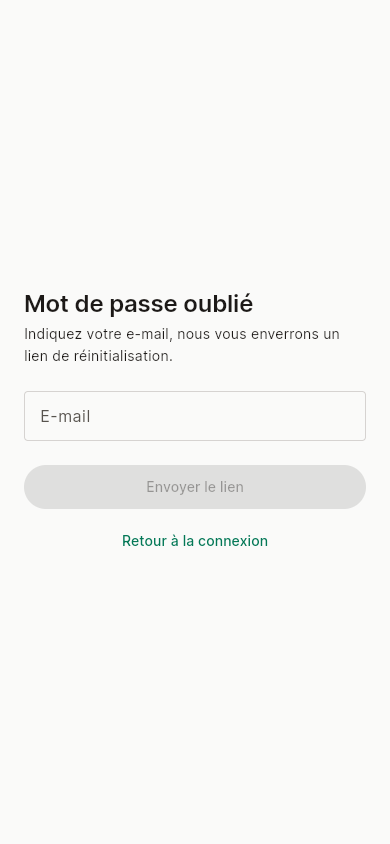 Mot de passe oublié
Indiquez votre e-mail, nous vous enverrons un
lien de réinitialisation.
E-mail
Envoyer le lien
Retour à la connexion